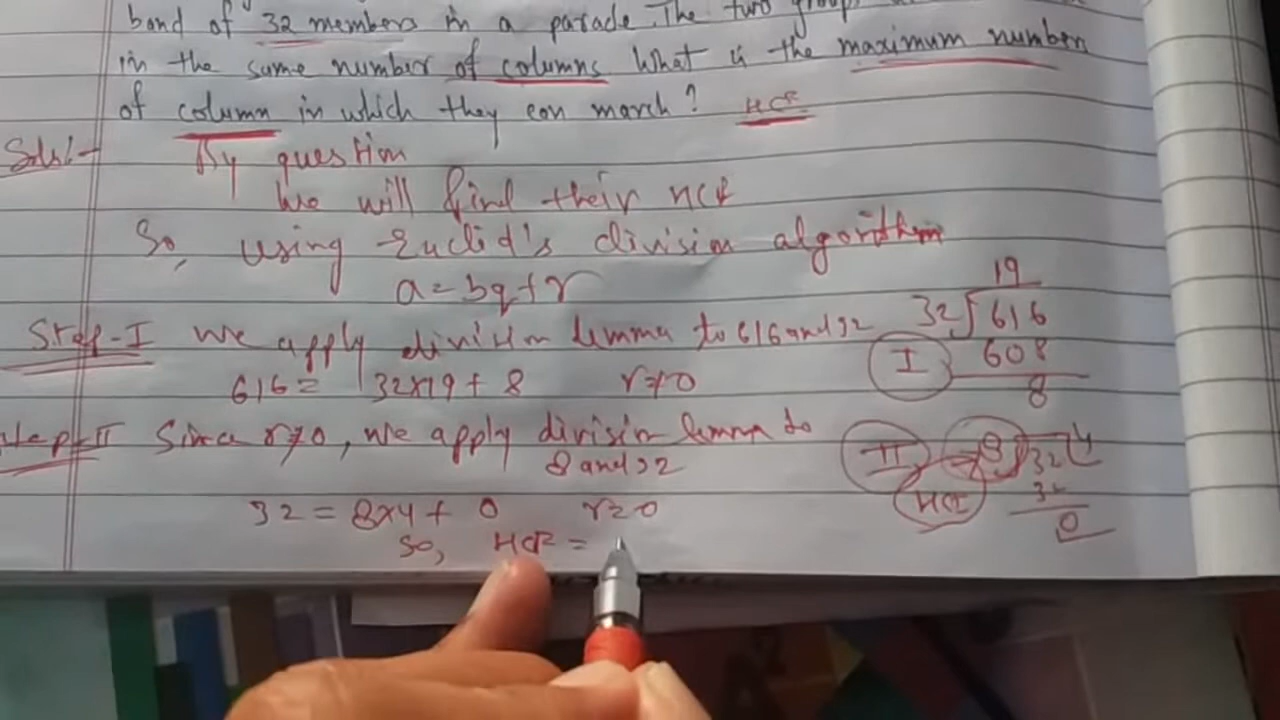 band of 32 members in a parade. The two group
in the same number of columns What is the maximum number
of column in which they can march? HCF
Soln:- By question
We will find their HCF
So, using Euclid's division algorithm
a = bq + r
Step-I We apply division lemma to 616 and 32
616 = 32×19 + 8 r≠0
Step-II Since r≠0, we apply division lemma to
8 and 32
32 = 8×4 + 0 r=0
So, HCF =
19
32 616
I 608
8
II 8 32 4
HCF 32
0